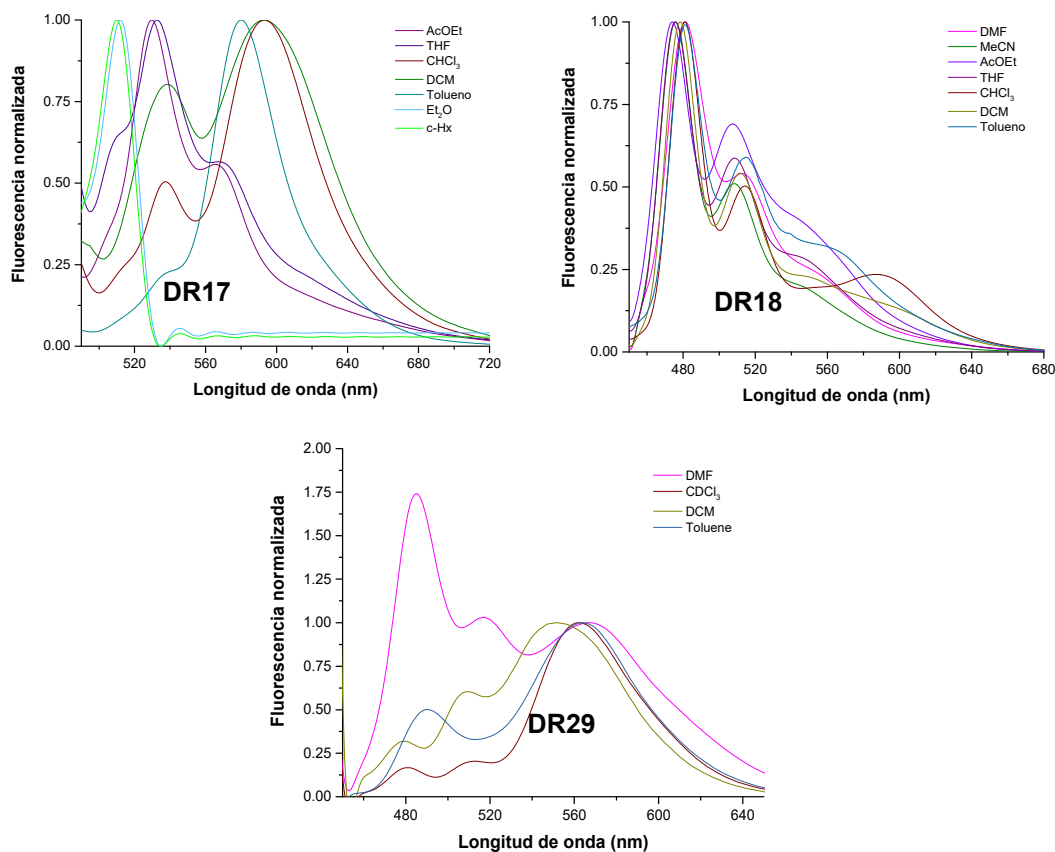 Fluorescencia normalizada
1.00
0.75
0.50
0.25
0.00
520
560
600
640
680
720
Longitud de onda (nm)
AcOEt
THF
CHCl₃
DCM
Tolueno
Et₂O
c-Hx
DR17
Fluorescencia normalizada
1.00
0.75
0.50
0.25
0.00
480
520
560
600
640
680
Longitud de onda (nm)
DMF
MeCN
AcOEt
THF
CHCl₃
DCM
Tolueno
DR18
Fluorescencia normalizada
2.00
1.75
1.50
1.25
1.00
0.75
0.50
0.25
0.00
480
520
560
600
640
Longitud de onda (nm)
DMF
CDCl₃
DCM
Toluene
DR29